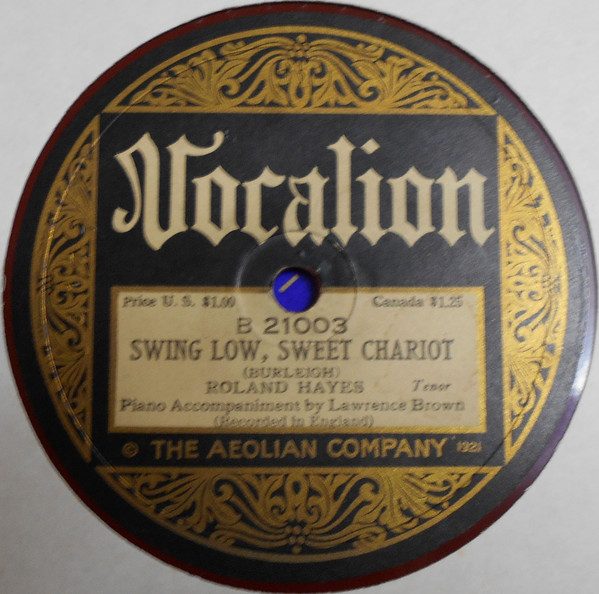 Vocalion
Price U. S. $1.00 Canada $1.25
B 21003
SWING LOW, SWEET CHARIOT
(BURLEIGH)
ROLAND HAYES Tenor
Piano Accompaniment by Lawrence Brown
(Recorded in England)
© THE AEOLIAN COMPANY 1921